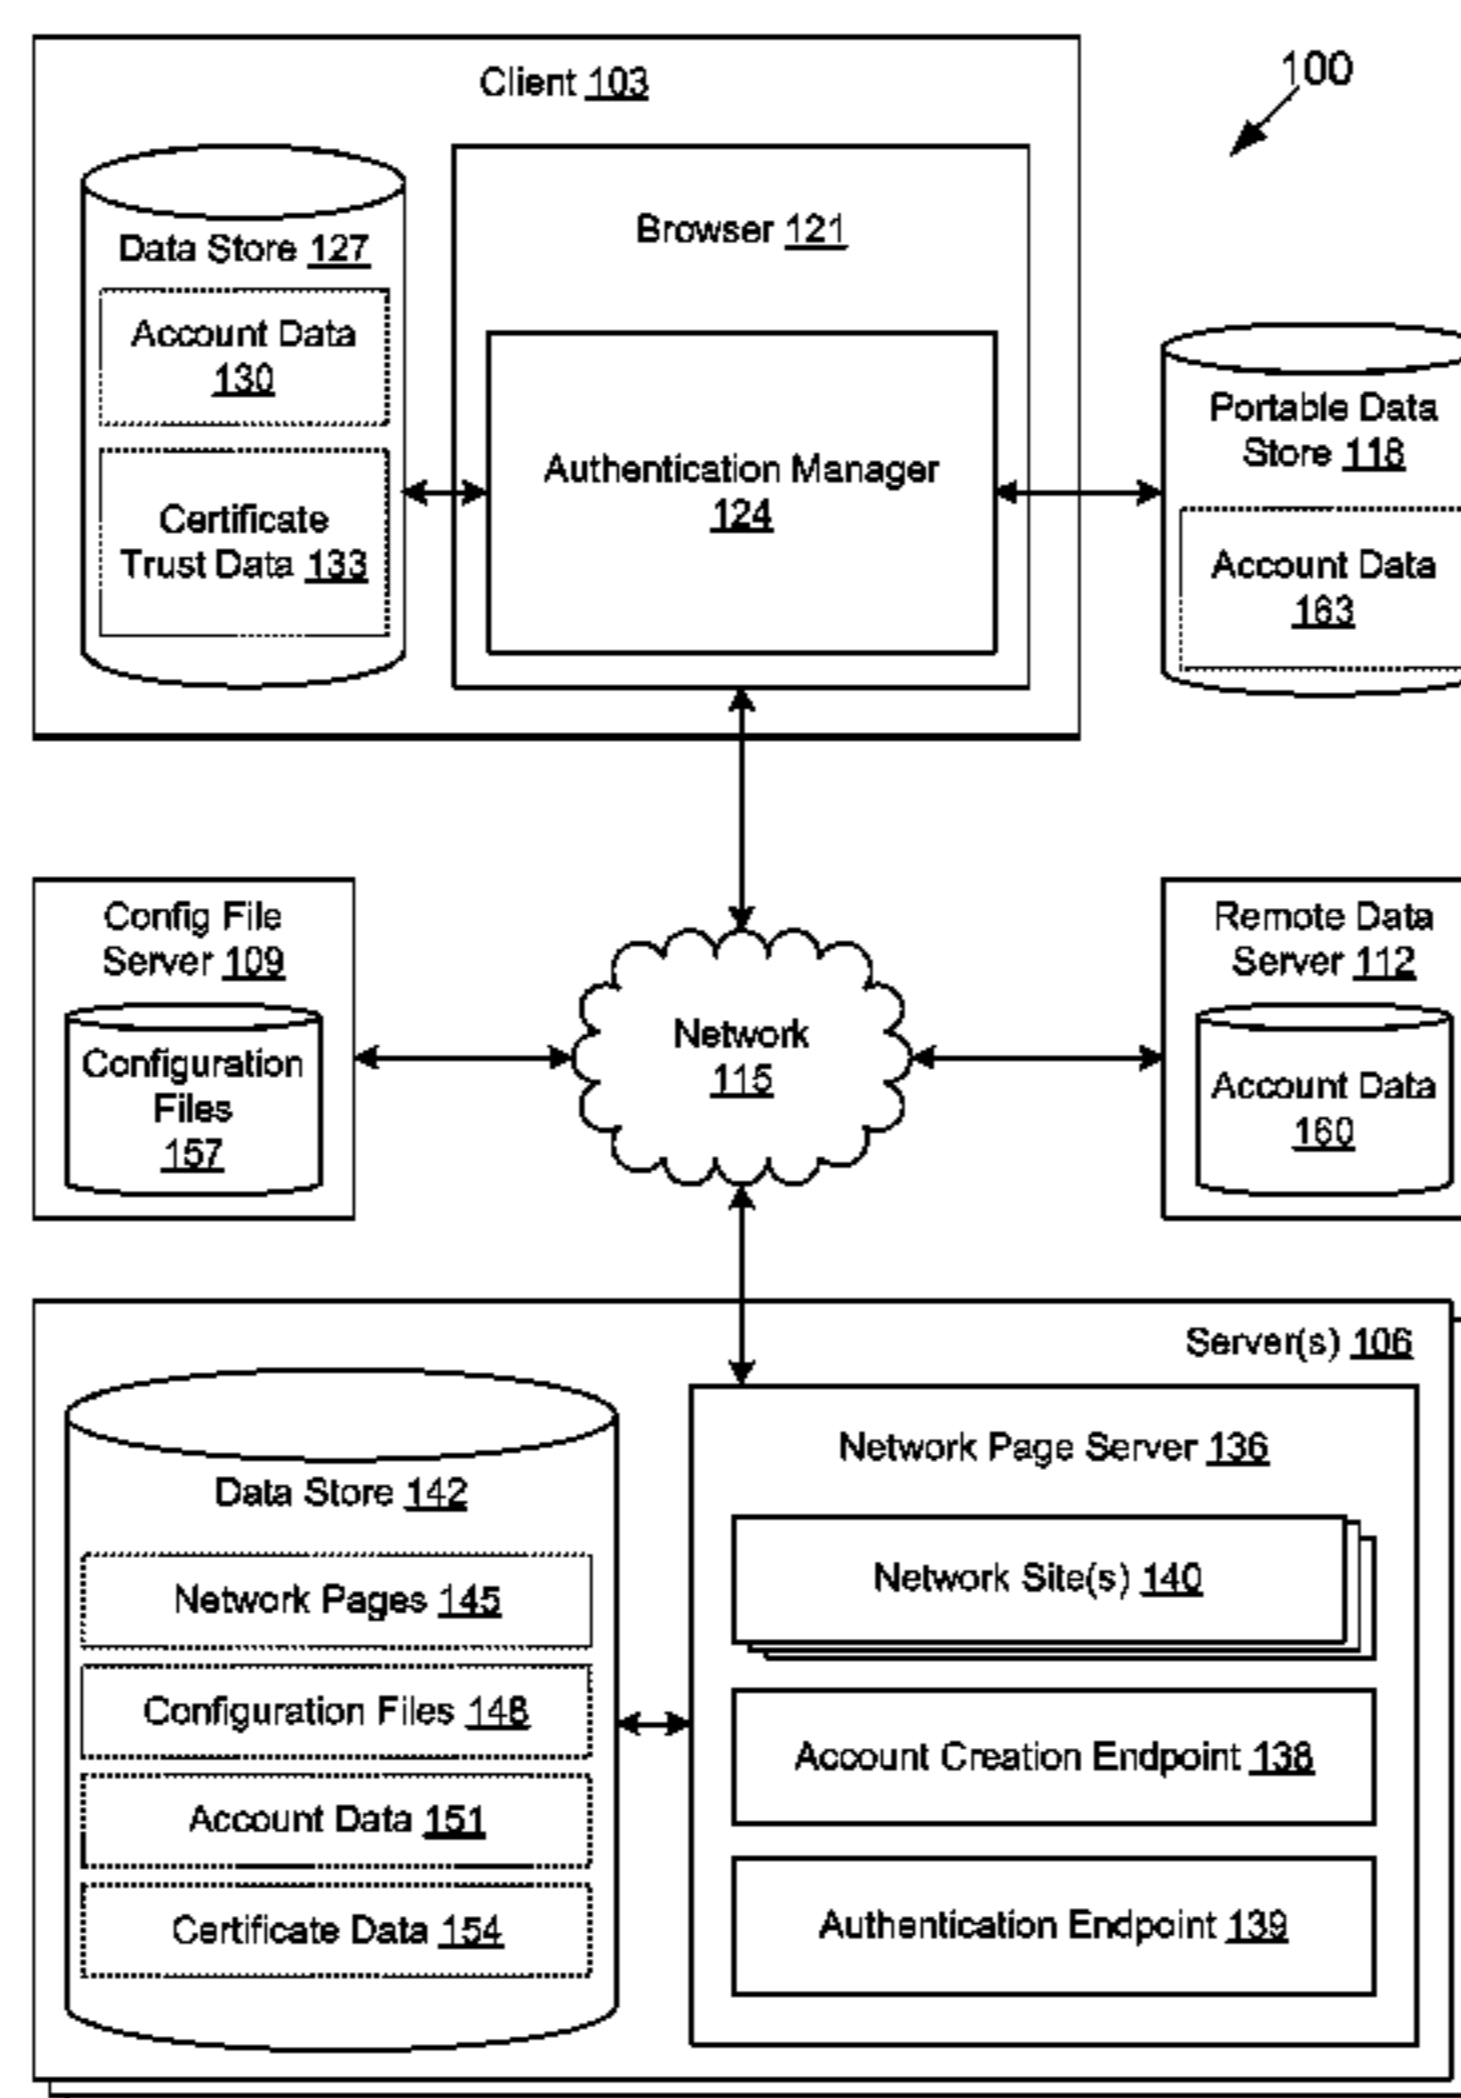 Client 103
100
Data Store 127
Account Data
130
Certificate
Trust Data 133
Browser 121
Authentication Manager
124
Portable Data
Store 118
Account Data
163
Config File
Server 109
Configuration
Files
157
Network
115
Remote Data
Server 112
Account Data
160
Server(s) 106
Data Store 142
Network Pages 145
Configuration Files 148
Account Data 151
Certificate Data 154
Network Page Server 136
Network Site(s) 140
Account Creation Endpoint 138
Authentication Endpoint 139